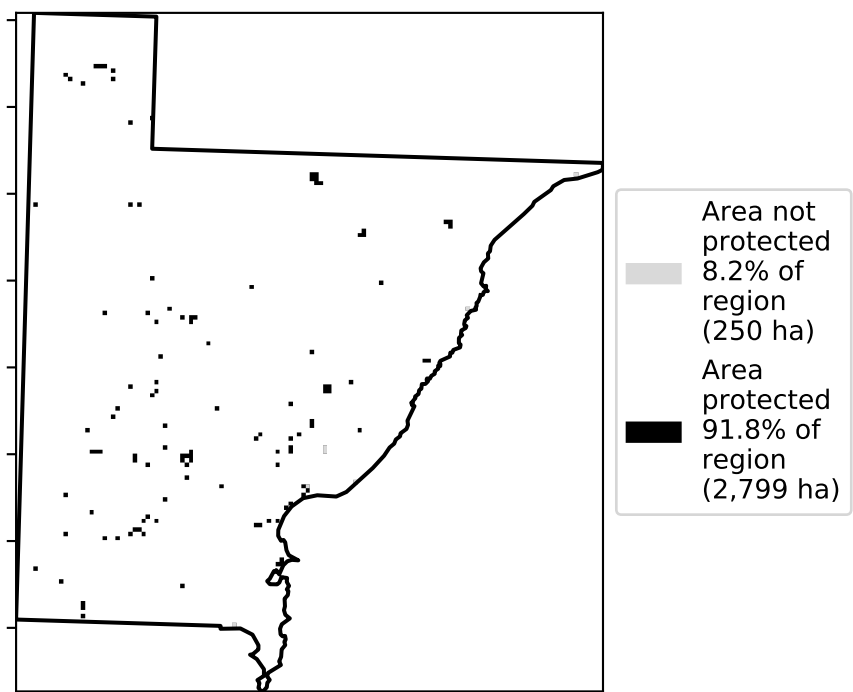 Area not
protected
8.2% of
region
(250 ha)
Area
protected
91.8% of
region
(2,799 ha)